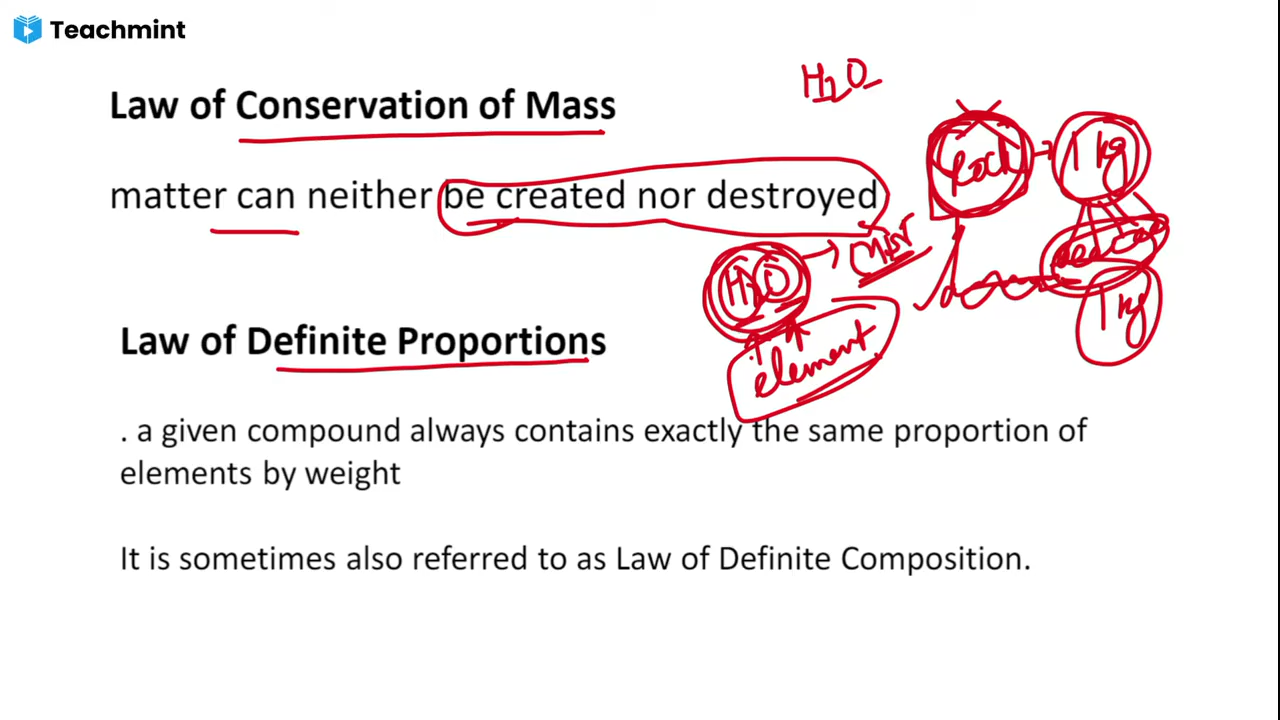 Teachmint
H2O
Law of Conservation of Mass
Rock
1 kg
matter can neither be created nor destroyed
H2O
element
1 kg
Law of Definite Proportions
. a given compound always contains exactly the same proportion of
elements by weight
It is sometimes also referred to as Law of Definite Composition.